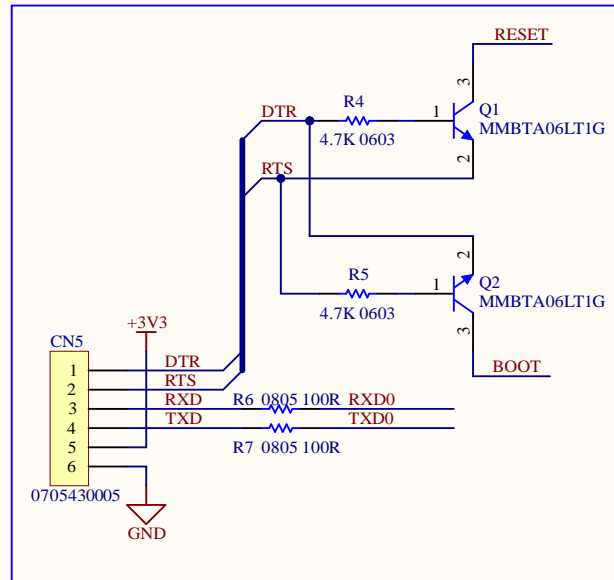 RESET
3
DTR
R4
1
Q1
4.7K 0603
MMBTA06LT1G
2
RTS
2
R5
1
Q2
4.7K 0603
MMBTA06LT1G
3
+3V3
CN5
BOOT
1
DTR
2
RTS
3
RXD
R6 0805 100R
RXD0
4
TXD
TXD0
5
R7 0805 100R
6
0705430005
GND